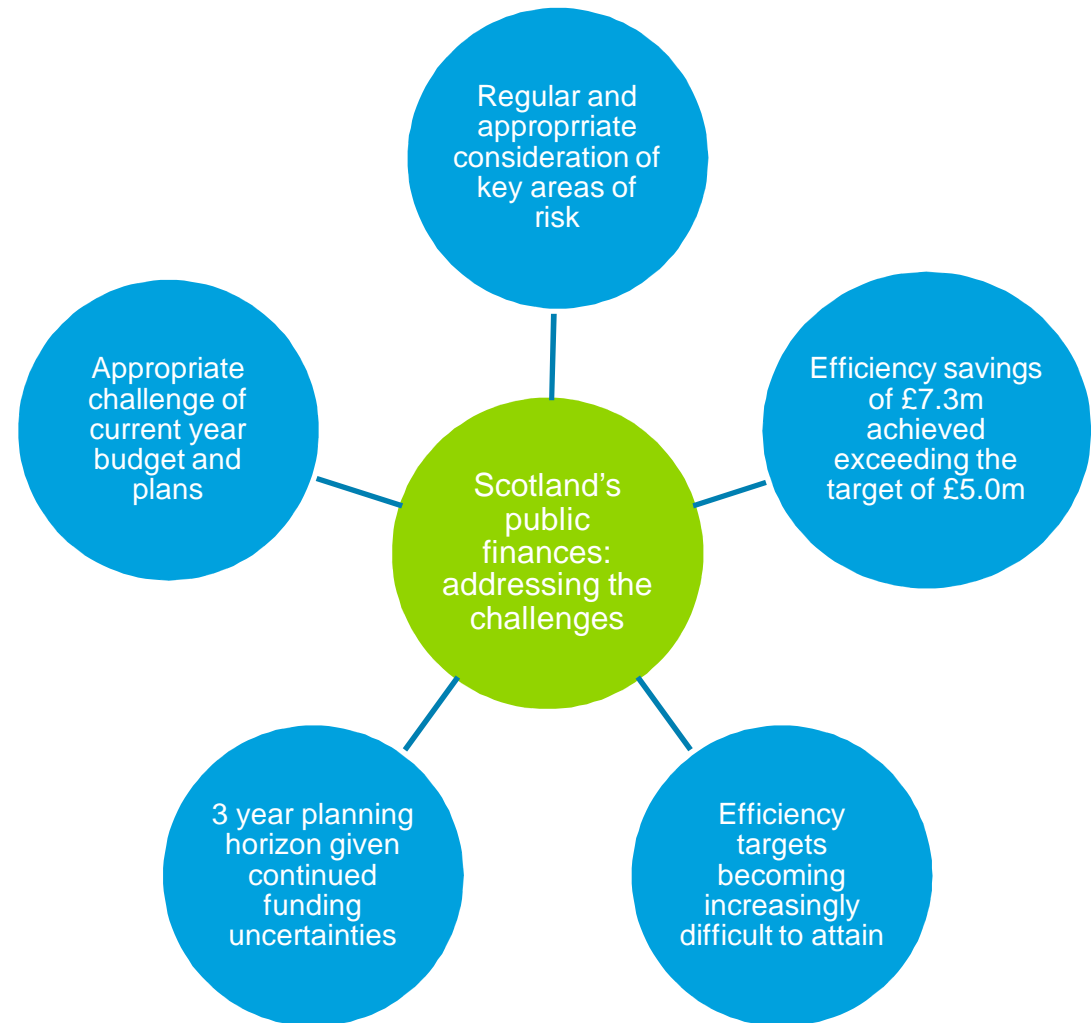 Regular and
approprriate
consideration of
key areas of
risk
Appropriate
challenge of
current year
budget and
plans
Efficiency savings
of £7.3m
achieved
exceeding the
target of £5.0m
Scotland’s
public
finances:
addressing the
challenges
3 year planning
horizon given
continued
funding
uncertainties
Efficiency
targets
becoming
increasingly
difficult to attain